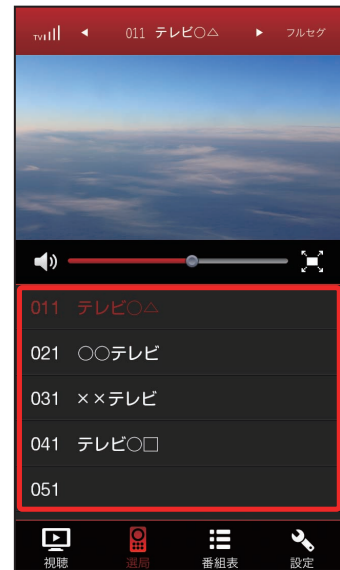 TV ◀ 011 テレビ○△ ▶ フルセグ
011 テレビ○△
021 ○○テレビ
031 ××テレビ
041 テレビ○□
051
視聴 選局 番組表 設定